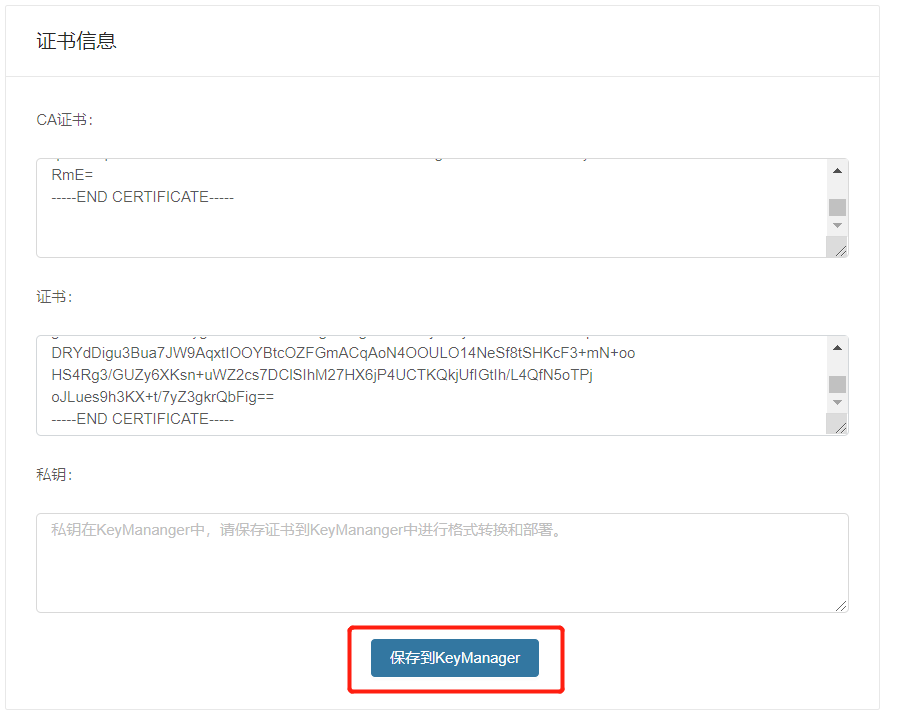 证书信息
CA证书：
RmE=
-----END CERTIFICATE-----
证书：
DRYdDigu3Bua7JW9AqxtIOOYBtcOZFGmACqAoN4OOULO14NeSf8tSHKcF3+mN+oo
HS4Rg3/GUZy6XKsn+uWZ2cs7DCISIhM27HX6jP4UCTKQkjUfIGtIh/L4QfN5oTPj
oJLues9h3KX+t/7yZ3gkrQbFig==
-----END CERTIFICATE-----
私钥：
私钥在KeyMananger中，请保存证书到KeyMananger中进行格式转换和部署。
保存到KeyManager